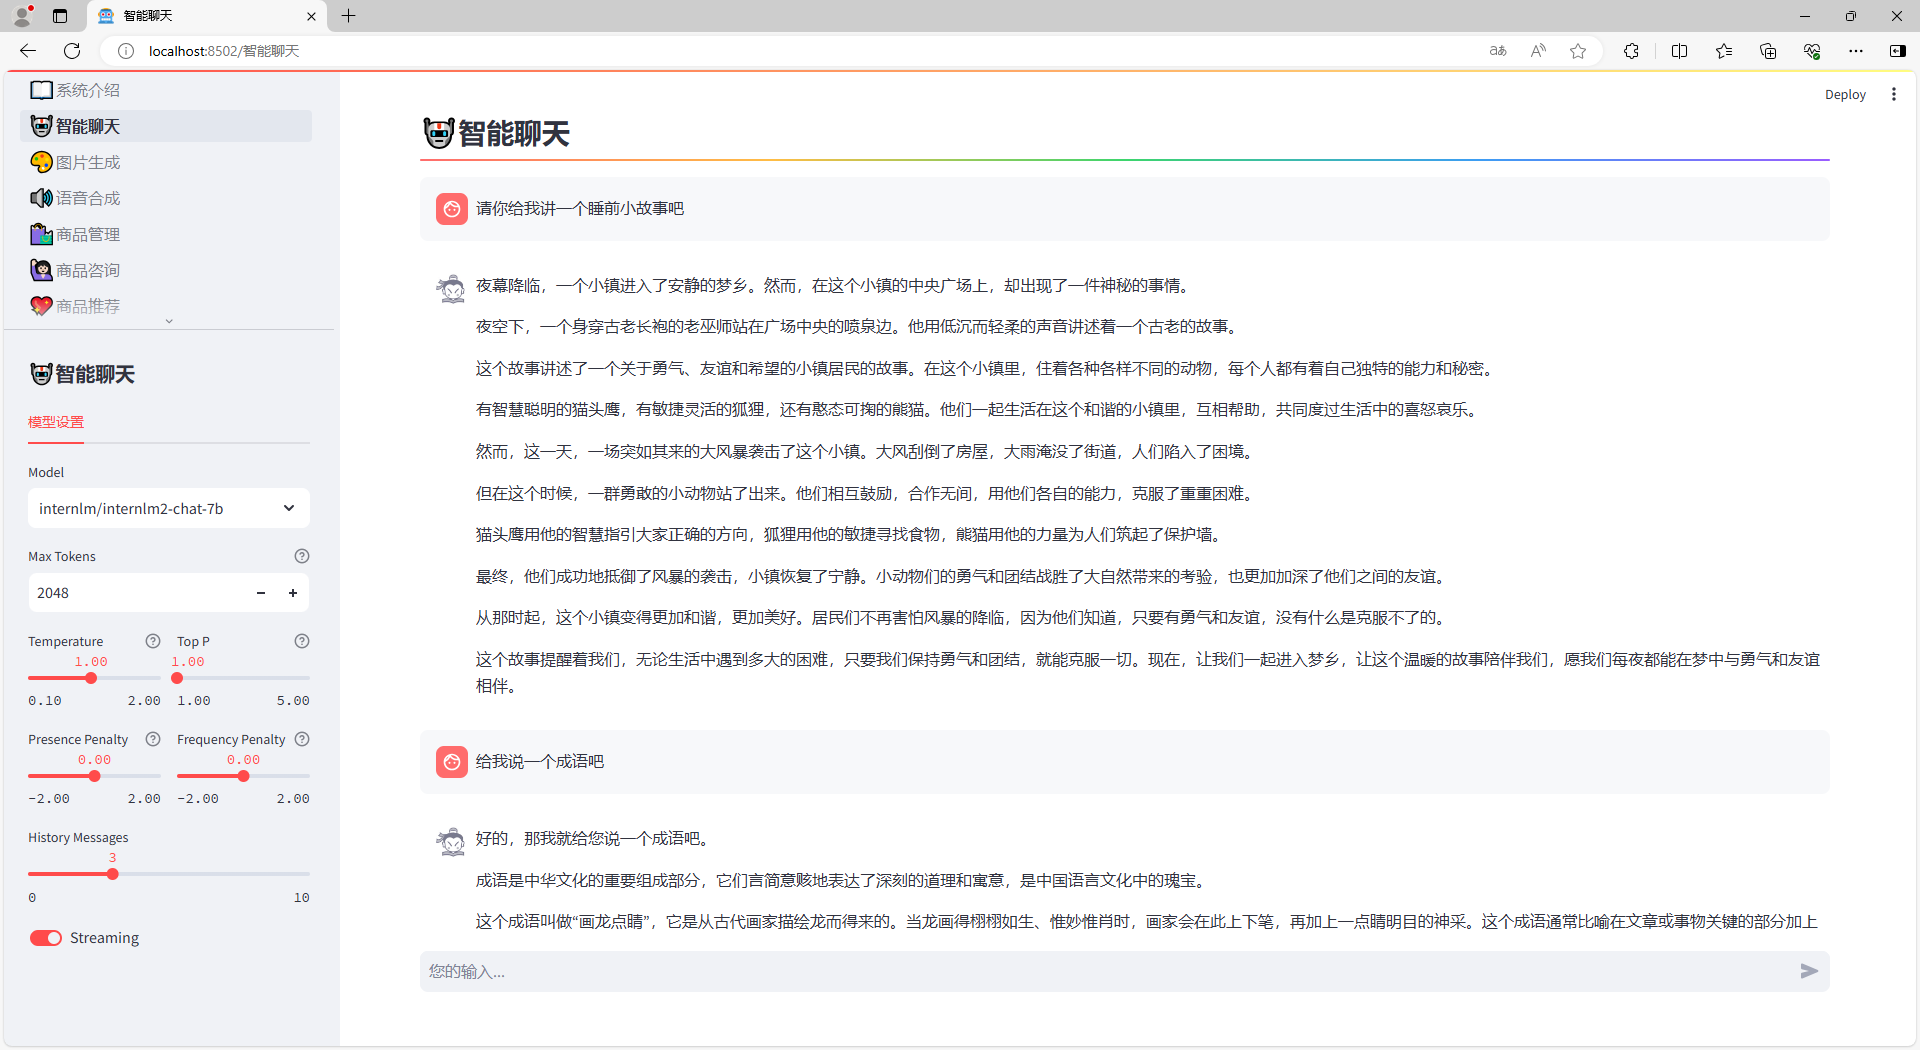 智能聊天
localhost:8502/智能聊天
Deploy
系统介绍
智能聊天
图片生成
语音合成
商品管理
商品咨询
商品推荐
智能聊天
模型设置
Model
internlm/internlm2-chat-7b
Max Tokens
2048
Temperature
Top P
1.00
1.00
0.10
2.00
1.00
5.00
Presence Penalty
Frequency Penalty
0.00
0.00
-2.00
2.00
-2.00
2.00
History Messages
3
0
10
Streaming
智能聊天
请你给我讲一个睡前小故事吧
夜幕降临，一个小镇进入了安静的梦乡。然而，在这个小镇的中央广场上，却出现了一件神秘的事情。
夜空下，一个身穿古老长袍的老巫师站在广场中央的喷泉边。他用低沉而轻柔的声音讲述着一个古老的故事。
这个故事讲述了一个关于勇气、友谊和希望的小镇居民的故事。在这个小镇里，住着各种各样不同的动物，每个人都有着自己独特的能力和秘密。
有智慧聪明的猫头鹰，有敏捷灵活的狐狸，还有憨态可掬的熊猫。他们一起生活在这个和谐的小镇里，互相帮助，共同度过生活中的喜怒哀乐。
然而，这一天，一场突如其来的大风暴袭击了这个小镇。大风刮倒了房屋，大雨淹没了街道，人们陷入了困境。
但在这个时候，一群勇敢的小动物站了出来。他们相互鼓励，合作无间，用他们各自的能力，克服了重重困难。
猫头鹰用他的智慧指引大家正确的方向，狐狸用他的敏捷寻找食物，熊猫用他的力量为人们筑起了保护墙。
最终，他们成功地抵御了风暴的袭击，小镇恢复了宁静。小动物们的勇气和团结战胜了大自然带来的考验，也更加加深了他们之间的友谊。
从那时起，这个小镇变得更加和谐，更加美好。居民们不再害怕风暴的降临，因为他们知道，只要有勇气和友谊，没有什么是克服不了的。
这个故事提醒着我们，无论生活中遇到多大的困难，只要我们保持勇气和团结，就能克服一切。现在，让我们一起进入梦乡，让这个温暖的故事陪伴我们，愿我们每夜都能在梦中与勇气和友谊
相伴。
给我说一个成语吧
好的，那我就给您说一个成语吧。
成语是中华文化的重要组成部分，它们言简意赅地表达了深刻的道理和寓意，是中国语言文化中的瑰宝。
这个成语叫做“画龙点睛”，它是从古代画家描绘龙而得来的。当龙画得栩栩如生、惟妙惟肖时，画家会在此上下笔，再加上一点睛明目的神采。这个成语通常比喻在文章或事物关键的部分加上
您的输入...